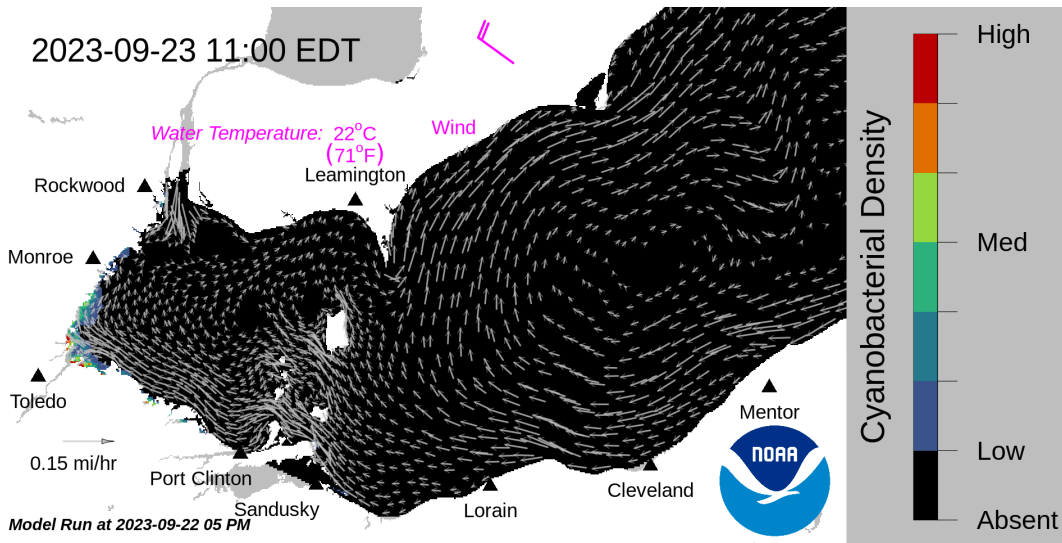 2023-09-23 11:00 EDT
Water Temperature: 22°C
(71°F)
Wind
Leamington
Rockwood
Monroe
Toledo
0.15 mi/hr
Port Clinton
Sandusky
Lorain
Cleveland
Mentor
NOAA
Model Run at 2023-09-22 05 PM
Cyanobacterial Density
High
Med
Low
Absent